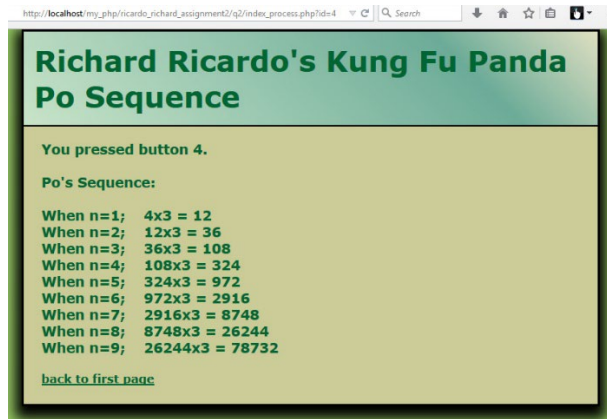 http://localhost/my_php/ricardo_richard_assignment2/q2/index_process.php?id=4
Search
Richard Ricardo's Kung Fu Panda
Po Sequence
You pressed button 4.
Po's Sequence:
When n=1; 4x3 = 12
When n=2; 12x3 = 36
When n=3; 36x3 = 108
When n=4; 108x3 = 324
When n=5; 324x3 = 972
When n=6; 972x3 = 2916
When n=7; 2916x3 = 8748
When n=8; 8748x3 = 26244
When n=9; 26244x3 = 78732
back to first page